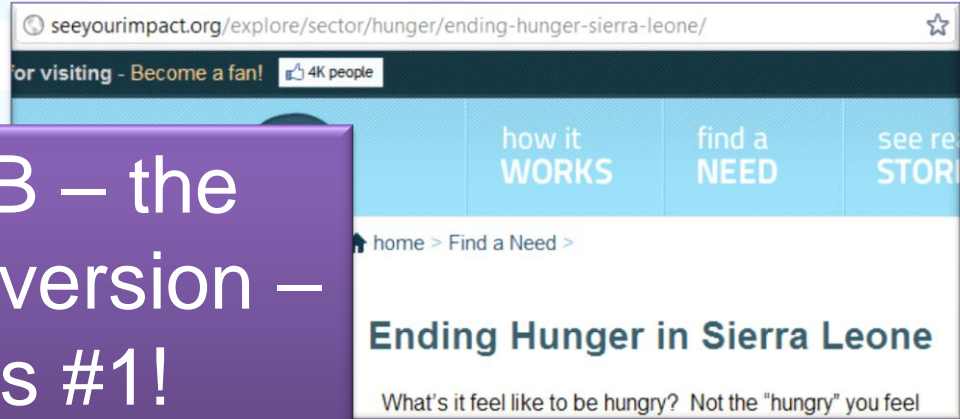 seeyourimpact.org/explore/sector/hunger/ending-hunger-sierra-leone/
for visiting - Become a fan! 4K people
how it WORKS
find a NEED
see
B – the
version –
s #1!
home > Find a Need >
Ending Hunger in Sierra Leone
What's it feel like to be hungry? Not the "hungry" you feel